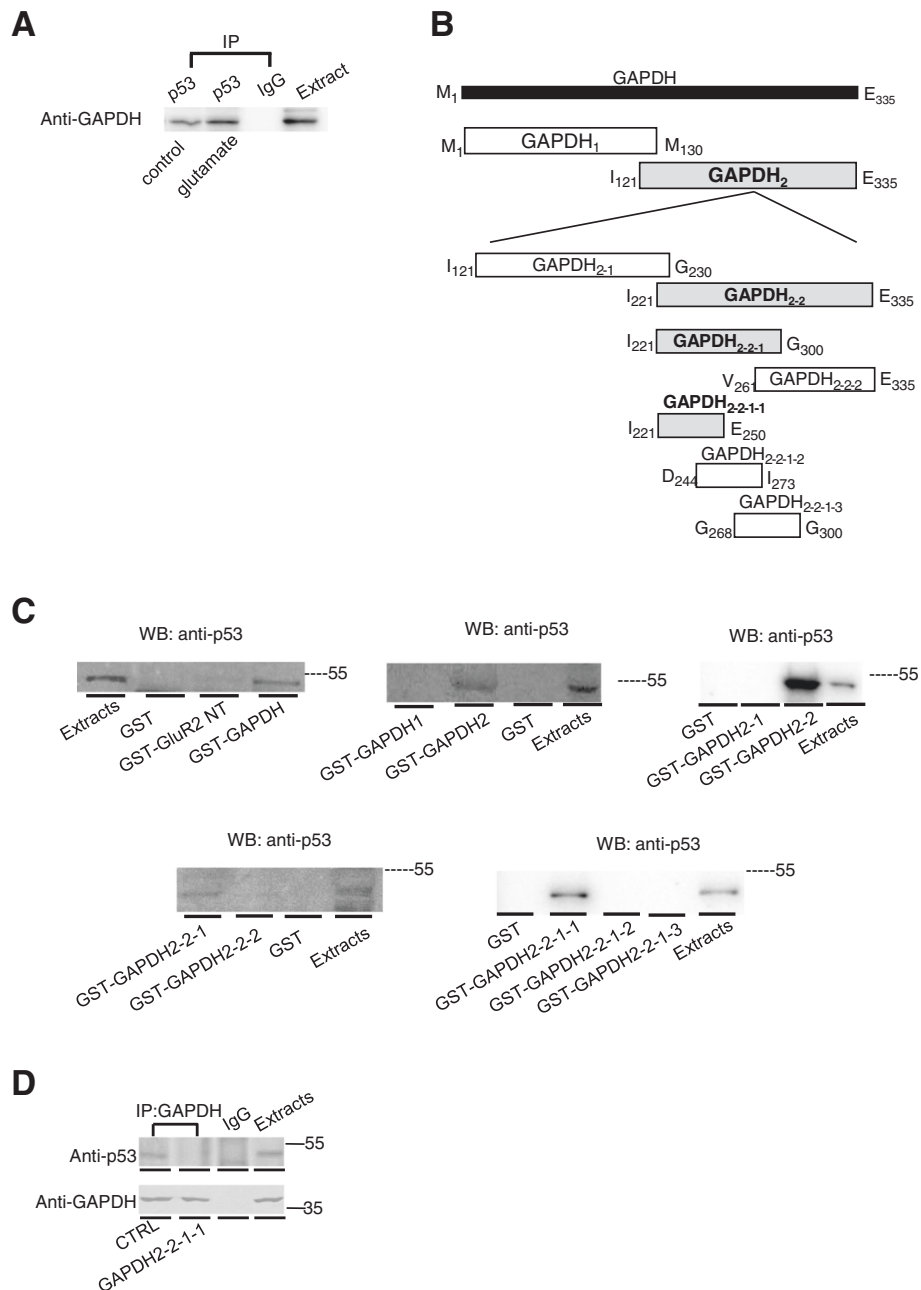 A
IP
p53 p53 IgG Extract
Anti-GAPDH
control glutamate
B
GAPDH
M1 E335
M1 GAPDH1 M130
I121 GAPDH2 E335
I121 GAPDH2-1 G230
I221 GAPDH2-2 E335
I221 GAPDH2-2-1 G300
V261 GAPDH2-2-2 E335
GAPDH2-2-1-1
I221 E250
GAPDH2-2-1-2
D244 I273
GAPDH2-2-1-3
G268 G300
C
WB: anti-p53
-----55
Extracts GST GST-GluR2 NT GST-GAPDH
WB: anti-p53
-----55
GST-GAPDH1 GST-GAPDH2 GST Extracts
WB: anti-p53
-----55
GST GST-GAPDH2-1 GST-GAPDH2-2 Extracts
WB: anti-p53
-----55
GST-GAPDH2-2-1 GST-GAPDH2-2-2 GST Extracts
WB: anti-p53
-----55
GST GST-GAPDH2-2-1-1 GST-GAPDH2-2-1-2 GST-GAPDH2-2-1-3 Extracts
D
IP:GAPDH IgG Extracts
Anti-p53 —55
Anti-GAPDH —35
CTRL GAPDH2-2-1-1